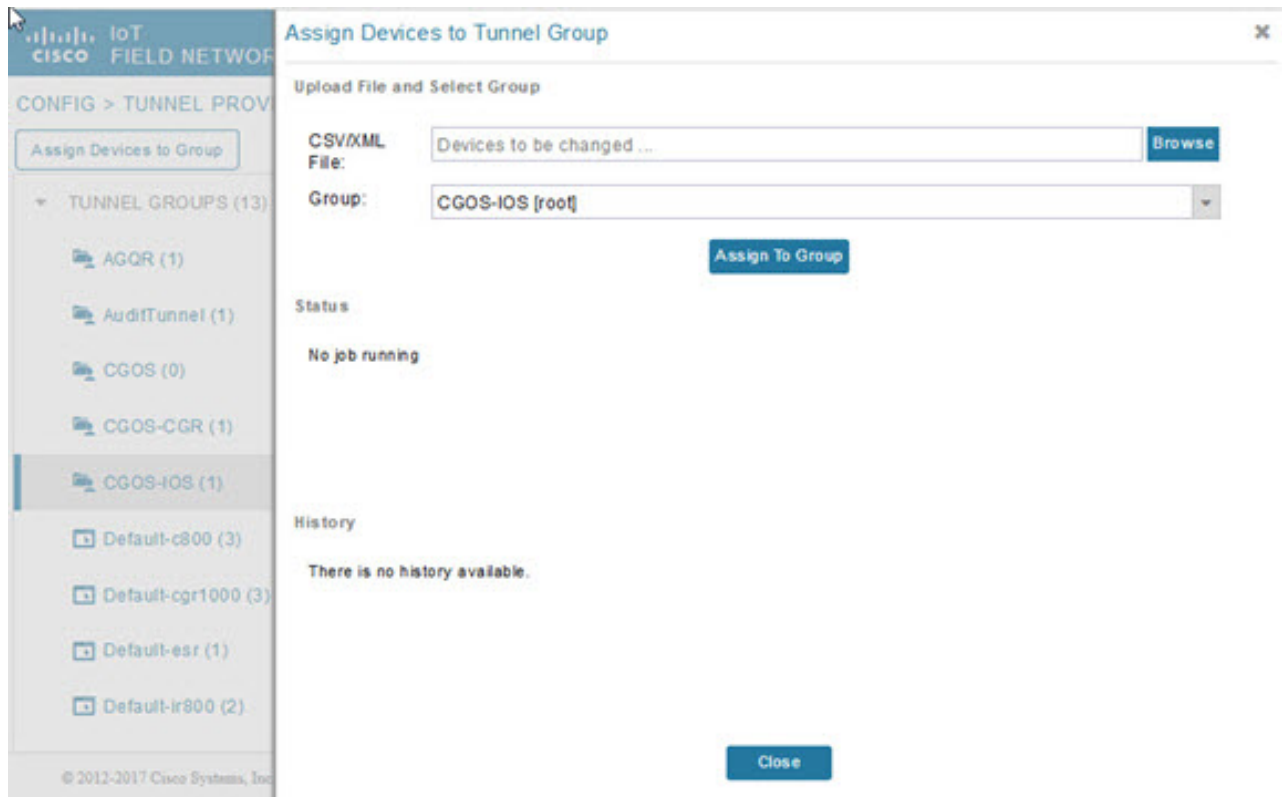 IoT
CISCO FIELD NETWOR
CONFIG > TUNNEL PROVI
Assign Devices to Group
TUNNEL GROUPS (13)
AGQR (1)
AuditTunnel (1)
CGOS (0)
CGOS-CGR (1)
CGOS-IOS (1)
Default-c800 (3)
Default-cgr1000 (3)
Default-esr (1)
Default-ir800 (2)
© 2012-2017 Cisco Systems, Inc
Assign Devices to Tunnel Group
Upload File and Select Group
CSV/XML
File:
Devices to be changed ...
Browse
Group:
CGOS-IOS [root]
Assign To Group
Status
No job running
History
There is no history available.
Close